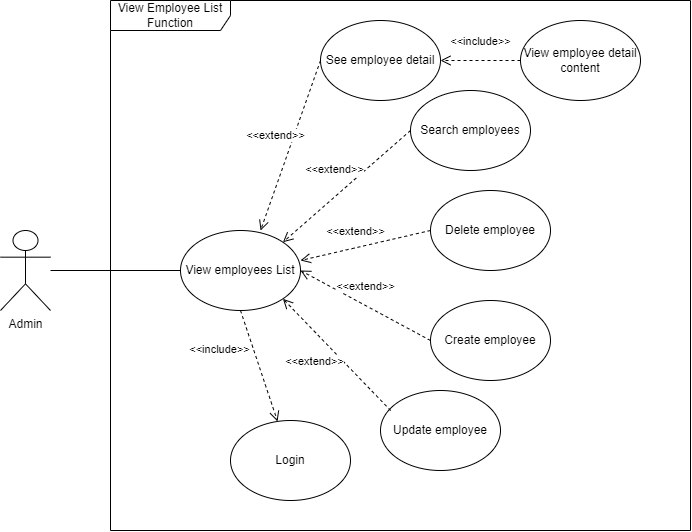 View Employee List
Function
See employee detail
<<include>>
View employee detail
content
Search employees
<<extend>>
<<extend>>
Delete employee
<<extend>>
View employees List
<<extend>>
Admin
Create employee
<<include>>
<<extend>>
Update employee
Login